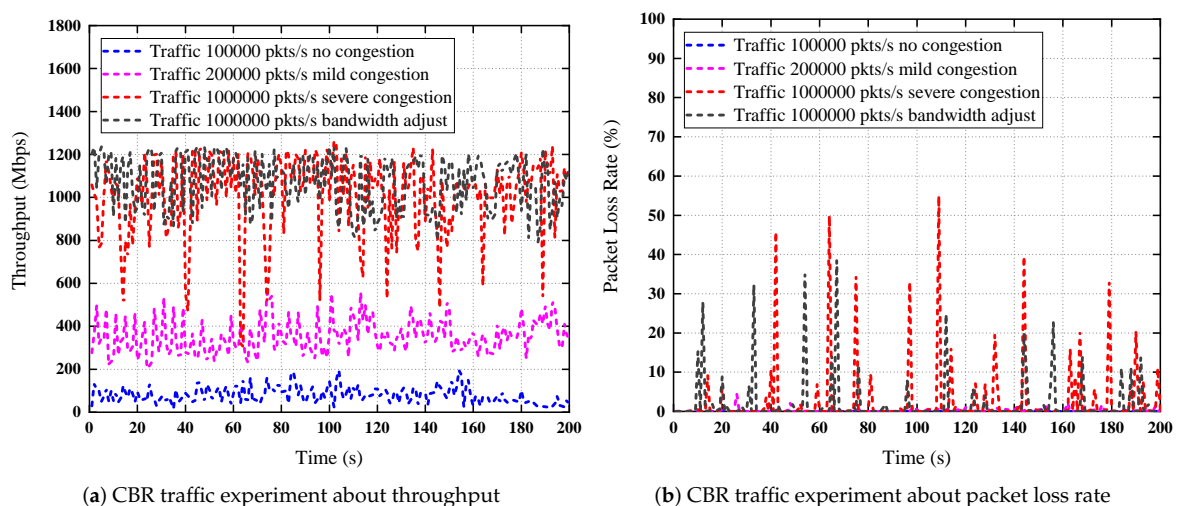 1800
1600
1400
1200
1000
800
600
400
200
0
Throughput (Mbps)
Traffic 100000 pkts/s no congestion
Traffic 200000 pkts/s mild congestion
Traffic 1000000 pkts/s severe congestion
Traffic 1000000 pkts/s bandwidth adjust
0 20 40 60 80 100 120 140 160 180 200
Time (s)
(a) CBR traffic experiment about throughput
100
90
80
70
60
50
40
30
20
10
0
Packet Loss Rate (%)
Traffic 100000 pkts/s no congestion
Traffic 200000 pkts/s mild congestion
Traffic 1000000 pkts/s severe congestion
Traffic 1000000 pkts/s bandwidth adjust
0 20 40 60 80 100 120 140 160 180 200
Time (s)
(b) CBR traffic experiment about packet loss rate